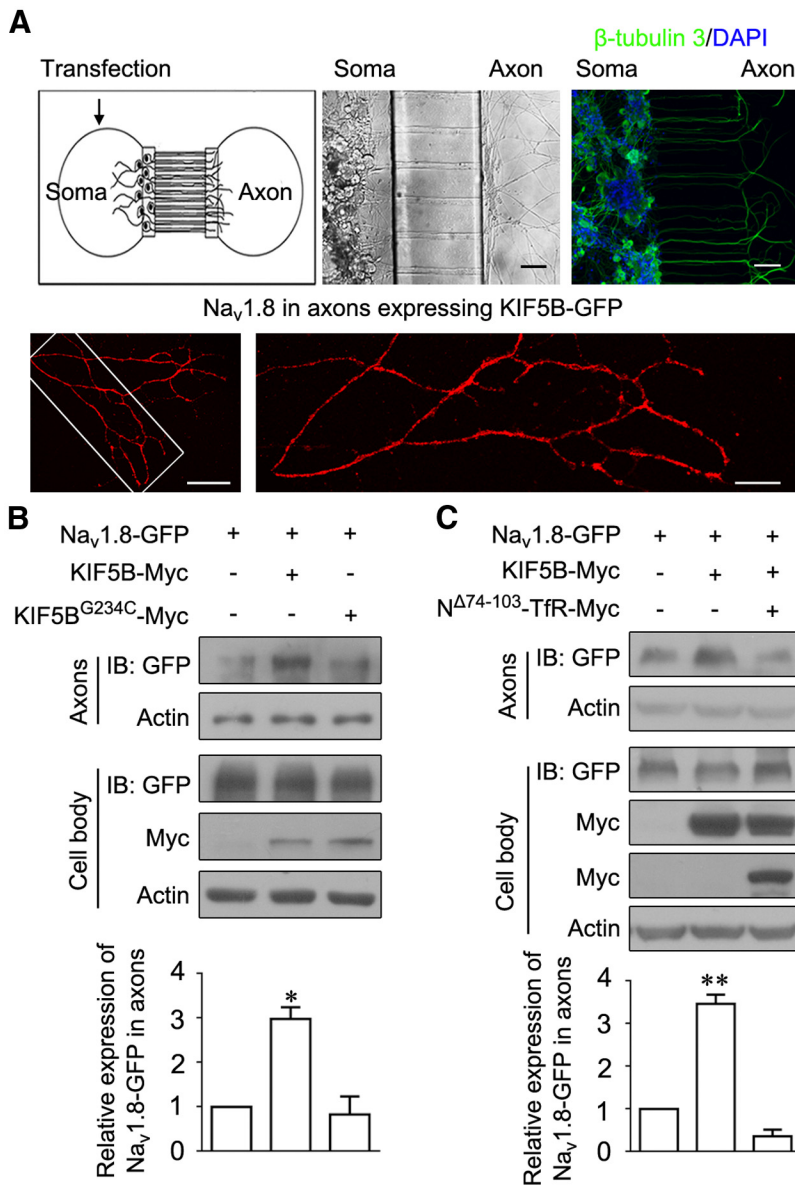 A
β-tubulin 3/DAPI
Transfection
Soma
Axon
Soma
Axon
Soma
Axon
Naᵥ1.8 in axons expressing KIF5B-GFP
B
Naᵥ1.8-GFP + + +
KIF5B-Myc - + -
KIF5B^G234C-Myc - - +
Axons
IB: GFP
Actin
Cell body
IB: GFP
Myc
Actin
Relative expression of
Naᵥ1.8-GFP in axons
4
3
2
1
0
*
C
Naᵥ1.8-GFP + + +
KIF5B-Myc - + +
N^Δ74-103-TfR-Myc - - +
Axons
IB: GFP
Actin
Cell body
IB: GFP
Myc
Myc
Actin
Relative expression of
Naᵥ1.8-GFP in axons
4
3
2
1
0
**